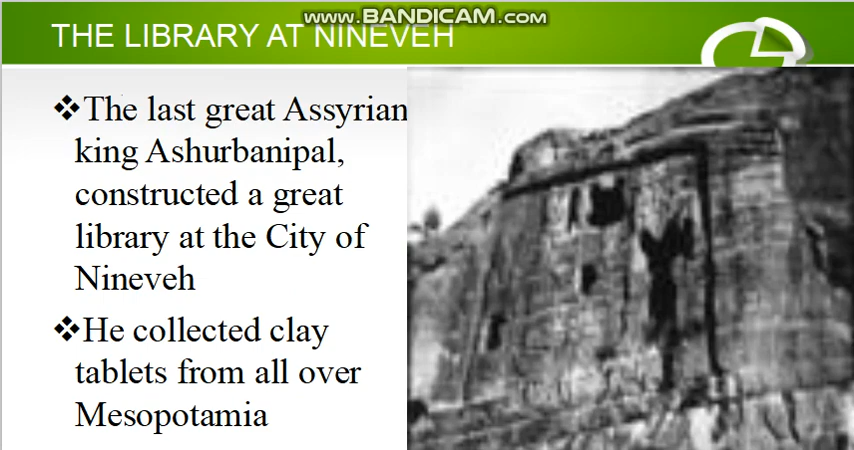 www.BANDICAM.com
THE LIBRARY AT NINEVEH
❖The last great Assyrian
king Ashurbanipal,
constructed a great
library at the City of
Nineveh
❖He collected clay
tablets from all over
Mesopotamia